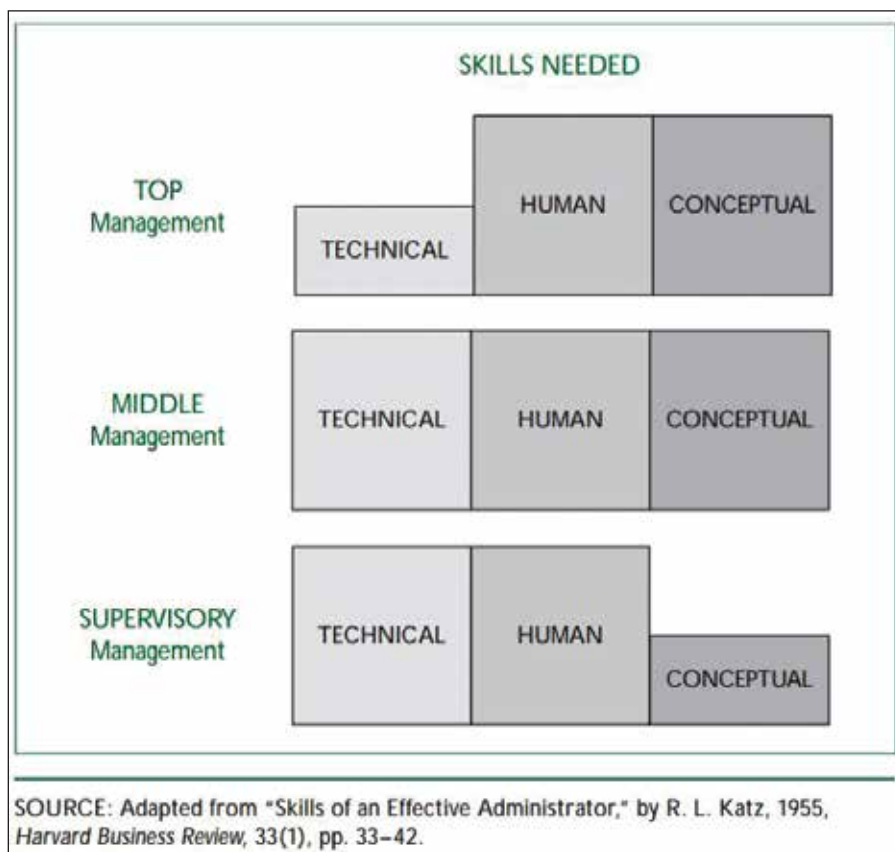 SKILLS NEEDED
TOP
Management
TECHNICAL
HUMAN
CONCEPTUAL
MIDDLE
Management
TECHNICAL
HUMAN
CONCEPTUAL
SUPERVISORY
Management
TECHNICAL
HUMAN
CONCEPTUAL
SOURCE: Adapted from "Skills of an Effective Administrator," by R. L. Katz, 1955,
Harvard Business Review, 33(1), pp. 33–42.